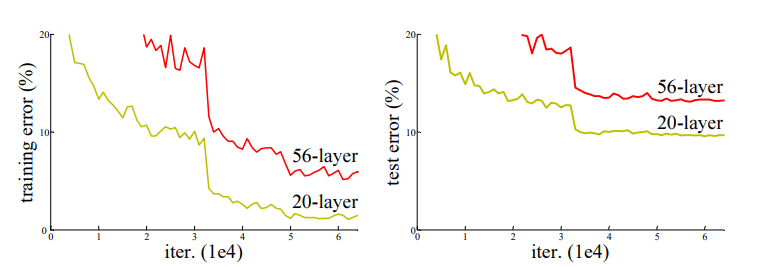 20
10
0
training error (%)
56-layer
20-layer
0 1 2 3 4 5 6
iter. (1e4)
20
10
0
test error (%)
56-layer
20-layer
0 1 2 3 4 5 6
iter. (1e4)